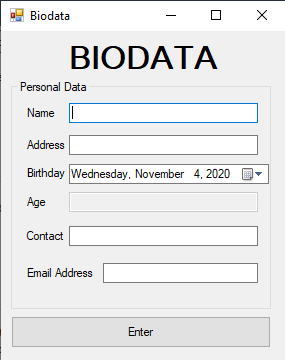 Biodata
BIODATA
Personal Data
Name
Address
Birthday Wednesday, November 4, 2020
Age
Contact
Email Address
Enter